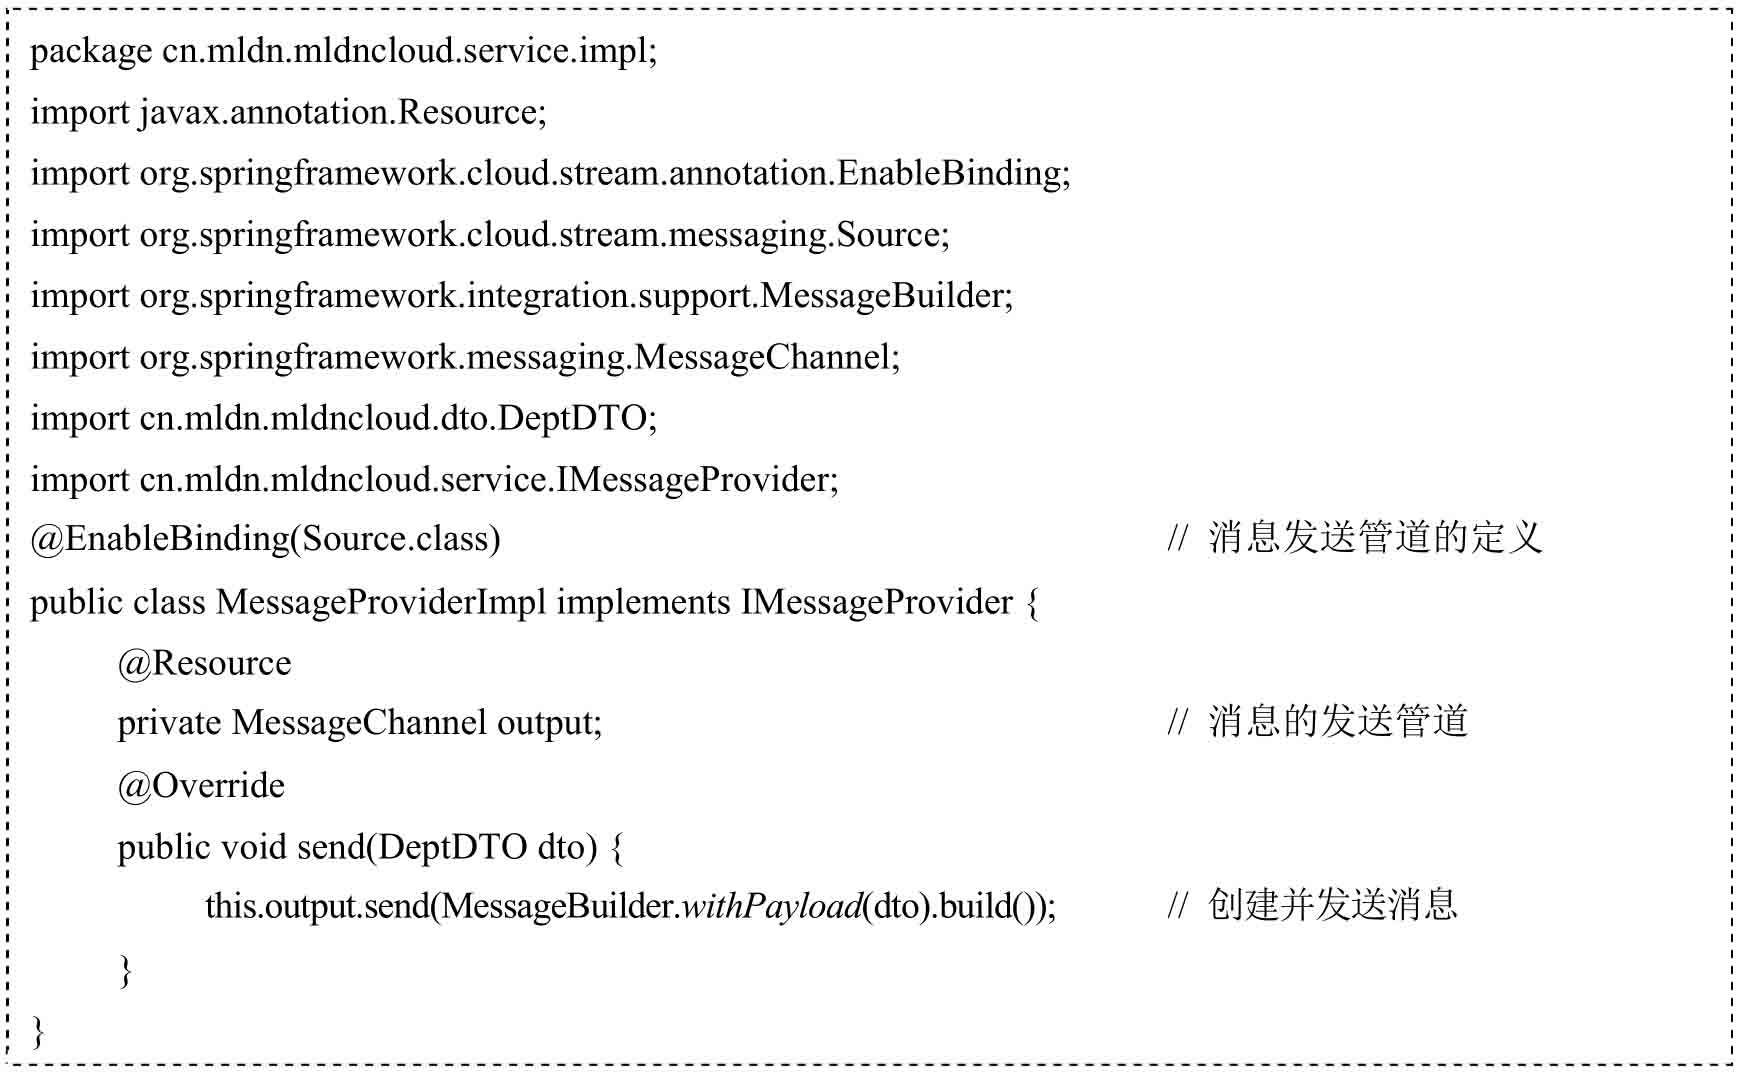 package cn.mldn.mldncloud.service.impl;
import javax.annotation.Resource;
import org.springframework.cloud.stream.annotation.EnableBinding;
import org.springframework.cloud.stream.messaging.Source;
import org.springframework.integration.support.MessageBuilder;
import org.springframework.messaging.MessageChannel;
import cn.mldn.mldncloud.dto.DeptDTO;
import cn.mldn.mldncloud.service.IMessageProvider;
@EnableBinding(Source.class) // 消息发送管道的定义
public class MessageProviderImpl implements IMessageProvider {
@Resource
private MessageChannel output; // 消息的发送管道
@Override
public void send(DeptDTO dto) {
this.output.send(MessageBuilder.withPayload(dto).build()); // 创建并发送消息
}
}